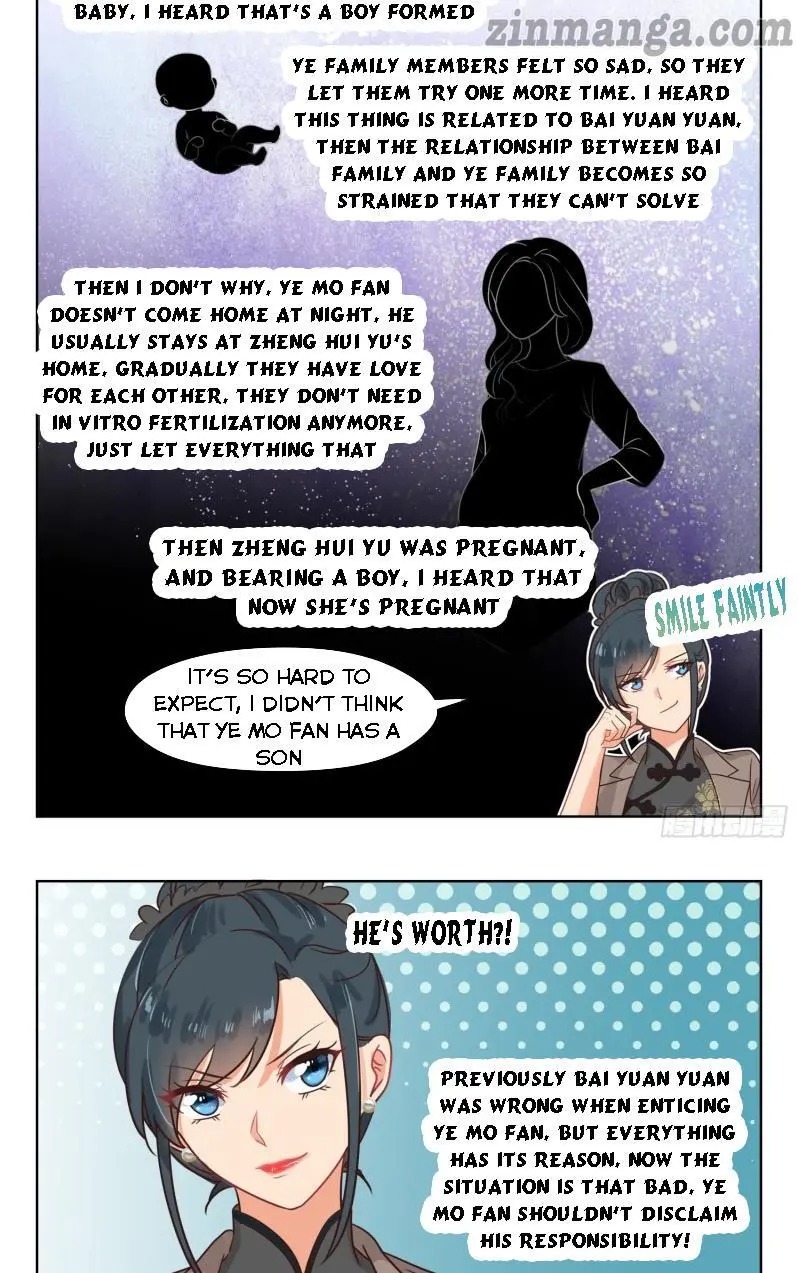 BABY, I HEARD THAT'S A BOY FORMED
zinmanga.com
YE FAMILY MEMBERS FELT SO SAD, SO THEY
LET THEM TRY ONE MORE TIME. I HEARD
THIS THING IS RELATED TO BAI YUAN YUAN,
THEN THE RELATIONSHIP BETWEEN BAI
FAMILY AND YE FAMILY BECOMES SO
STRAINED THAT THEY CAN'T SOLVE
THEN I DON'T WHY, YE MO FAN
DOESN'T COME HOME AT NIGHT, HE
USUALLY STAYS AT ZHENG HUI YU'S
HOME, GRADUALLY THEY HAVE LOVE
FOR EACH OTHER, THEY DON'T NEED
IN VITRO FERTILIZATION ANYMORE,
JUST LET EVERYTHING THAT
THEN ZHENG HUI YU WAS PREGNANT,
AND BEARING A BOY, I HEARD THAT
NOW SHE'S PREGNANT
SMILE FAINTLY
IT'S SO HARD TO
EXPECT, I DIDN'T THINK
THAT YE MO FAN HAS A
SON
HE'S WORTH?!
PREVIOUSLY BAI YUAN YUAN
WAS WRONG WHEN ENTICING
YE MO FAN, BUT EVERYTHING
HAS ITS REASON, NOW THE
SITUATION IS THAT BAD, YE
MO FAN SHOULDN'T DISCLAIM
HIS RESPONSIBILITY!